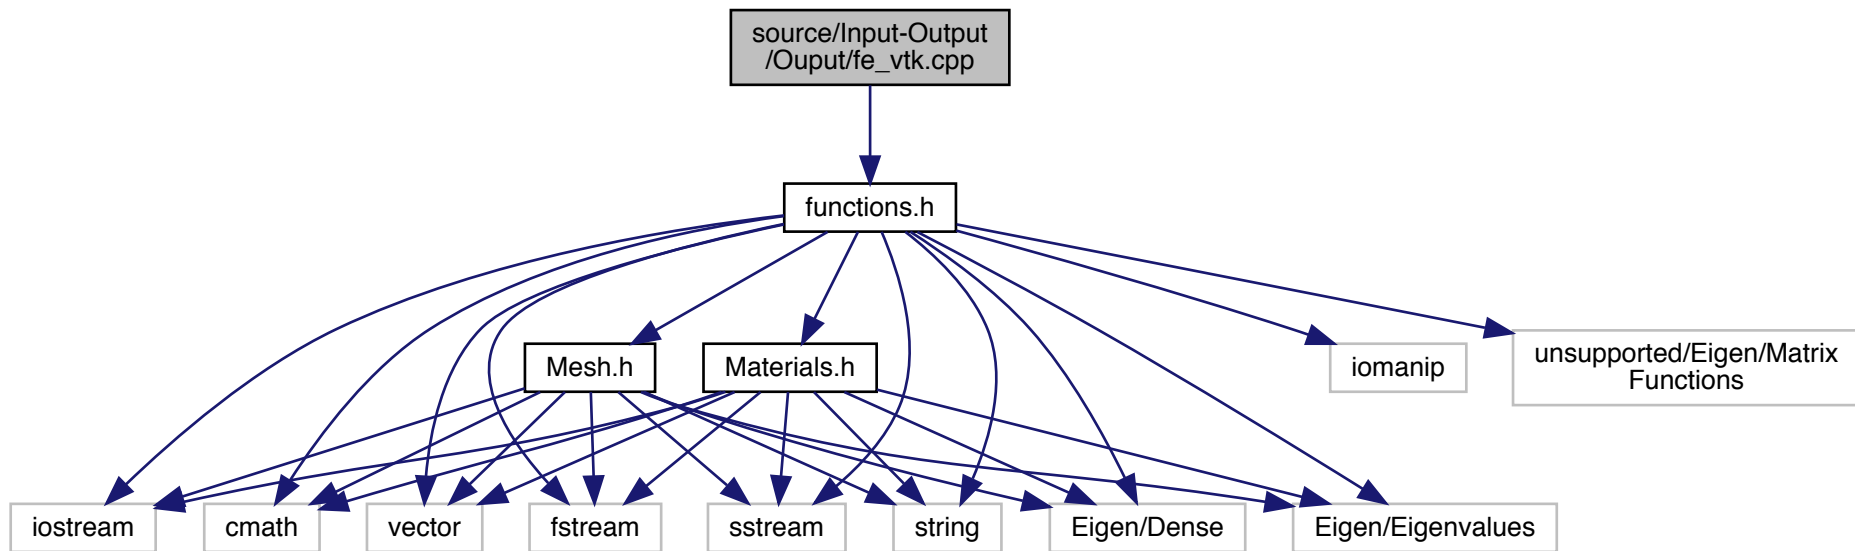 source/Input-Output
/Ouput/fe_vtk.cpp
functions.h
Mesh.h
Materials.h
iomanip
unsupported/Eigen/Matrix
Functions
iostream
cmath
vector
fstream
sstream
string
Eigen/Dense
Eigen/Eigenvalues